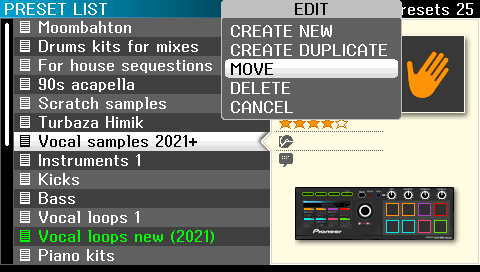 PRESET LIST
EDIT
resets 25
Moombahton
Drums kits for mixes
For house sequestions
90s acapella
Scratch samples
Turbaza Himik
Vocal samples 2021+
Instruments 1
Kicks
Bass
Vocal loops 1
Vocal loops new (2021)
Piano kits
CREATE NEW
CREATE DUPLICATE
MOVE
DELETE
CANCEL
Pioneer